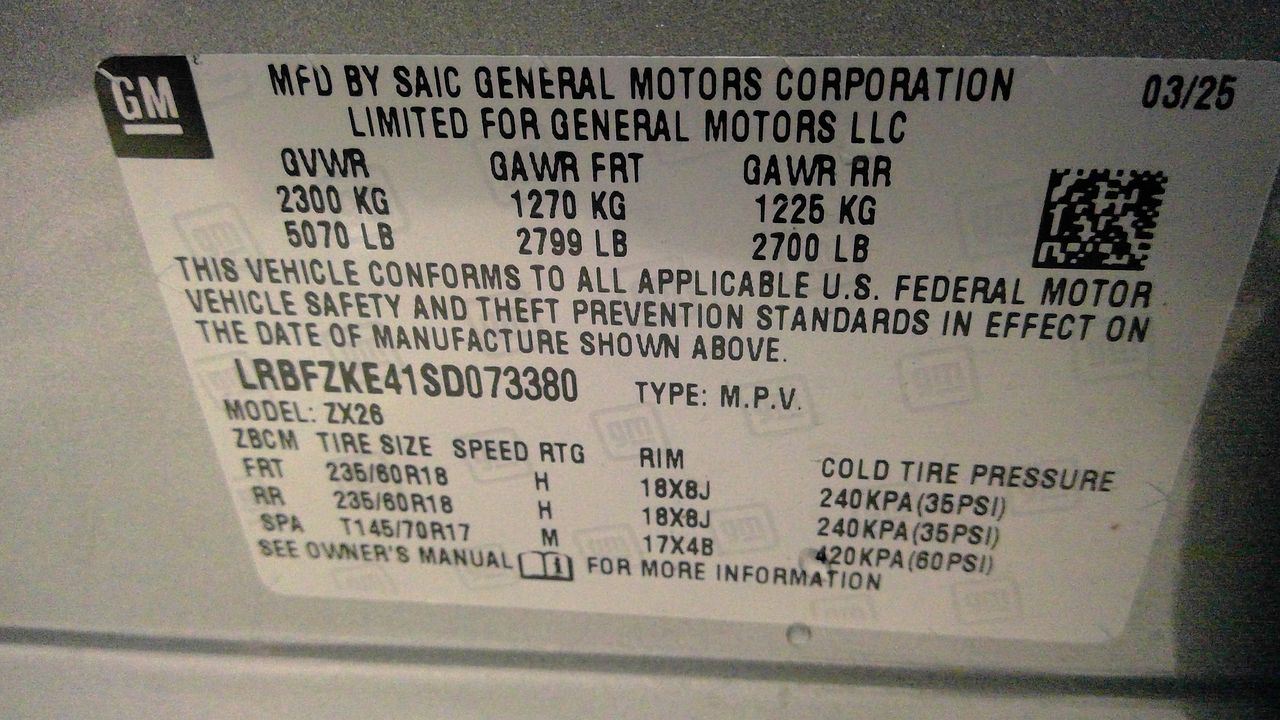 GM
MFD BY SAIC GENERAL MOTORS CORPORATION 03/25
LIMITED FOR GENERAL MOTORS LLC
GVWR GAWR FRT GAWR RR
2300 KG 1270 KG 1225 KG
5070 LB 2799 LB 2700 LB
THIS VEHICLE CONFORMS TO ALL APPLICABLE U.S. FEDERAL MOTOR
VEHICLE SAFETY AND THEFT PREVENTION STANDARDS IN EFFECT ON
THE DATE OF MANUFACTURE SHOWN ABOVE.
LRBFZKE41SD073380 TYPE: M.P.V.
MODEL: ZX26
ZBCM TIRE SIZE SPEED RTG RIM COLD TIRE PRESSURE
FRT 235/60R18 H 18X8J 240KPA(35PSI)
RR 235/60R18 H 18X8J 240KPA(35PSI)
SPA T145/70R17 M 17X4B 420KPA(60PSI)
SEE OWNER'S MANUAL FOR MORE INFORMATION